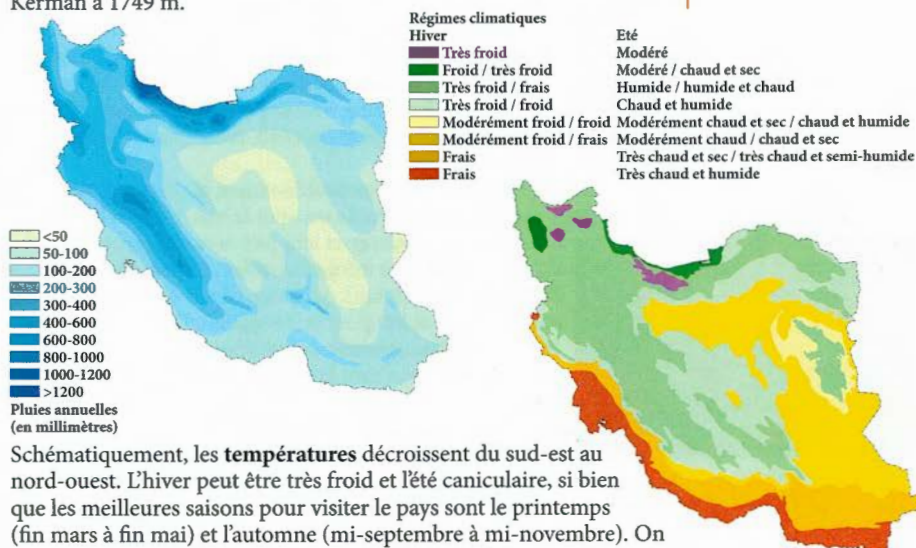 Kerman à 1749 m.
Régimes climatiques
Hiver Eté
Très froid Modéré
Froid / très froid Modéré / chaud et sec
Très froid / frais Humide / humide et chaud
Très froid / froid Chaud et humide
Modérément froid / froid Modérément chaud et sec / chaud et humide
Modérément froid / frais Modérément chaud / chaud et sec
Frais Très chaud et sec / très chaud et semi-humide
Frais Très chaud et humide
<50
50-100
100-200
200-300
300-400
400-600
600-800
800-1000
1000-1200
>1200
Pluies annuelles
(en millimètres)
Schématiquement, les températures décroissent du sud-est au
nord-ouest. L'hiver peut être très froid et l'été caniculaire, si bien
que les meilleures saisons pour visiter le pays sont le printemps
(fin mars à fin mai) et l'automne (mi-septembre à mi-novembre). On